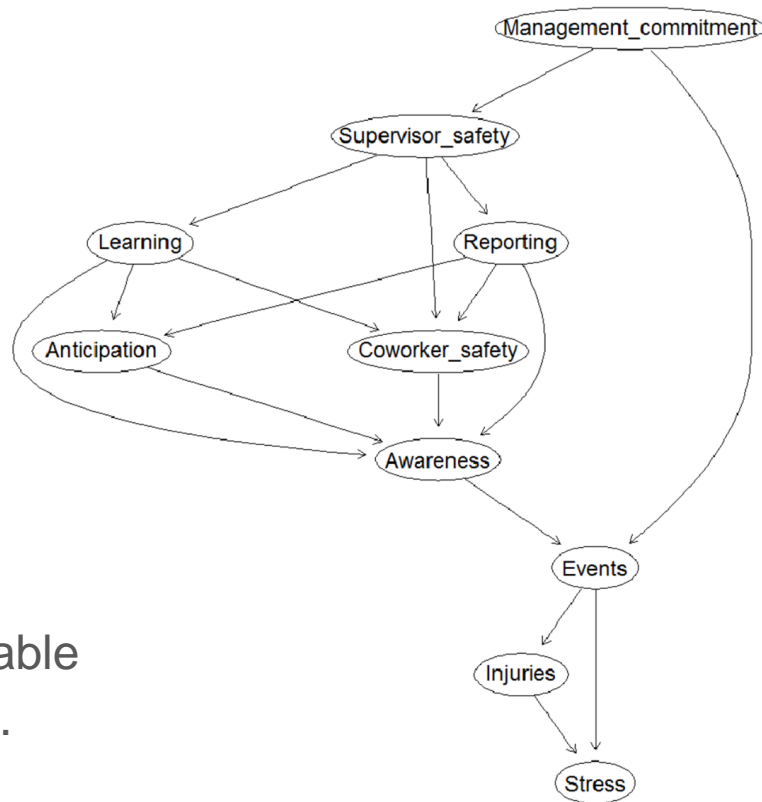 Management_commitment
Supervisor_safety
Learning
Reporting
Anticipation
Coworker_safety
Awareness
Events
able
Injuries
.
Stress